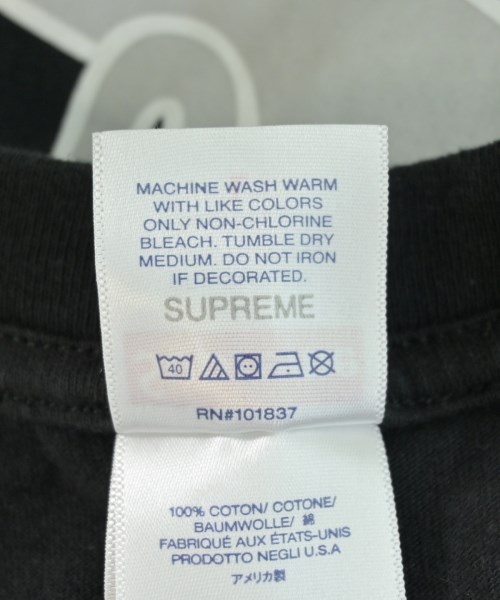 MACHINE WASH WARM
WITH LIKE COLORS
ONLY NON-CHLORINE
BLEACH. TUMBLE DRY
MEDIUM. DO NOT IRON
IF DECORATED.
SUPREME
40
RN#101837
100% COTON/ COTONE/
BAUMWOLLE/ 綿
FABRIQUÉ AUX ÉTATS-UNIS
PRODOTTO NEGLI U.S.A
アメリカ製